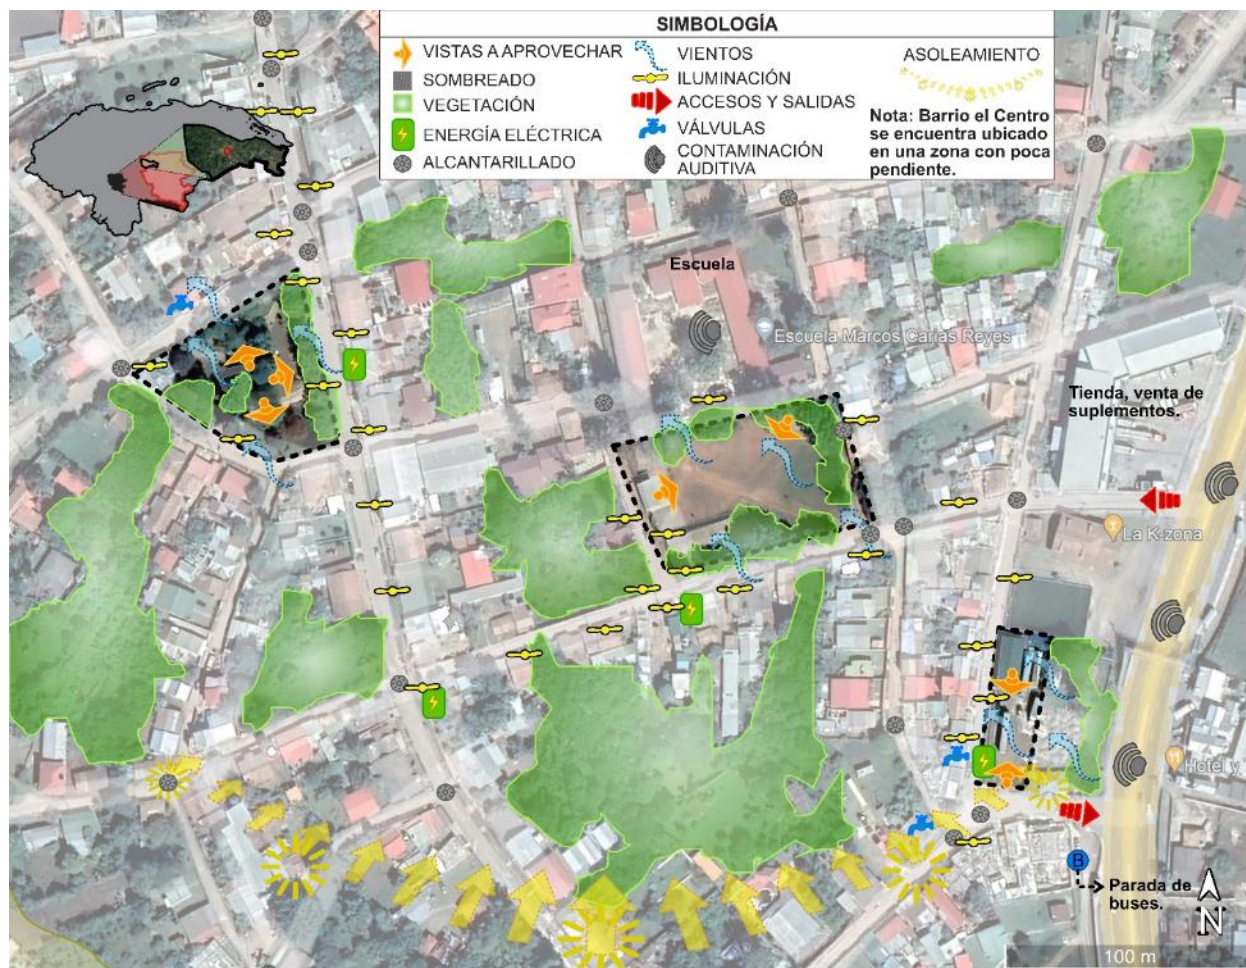 SIMBOLOGÍA
VISTAS A APROVECHAR
SOMBREADO
VEGETACIÓN
ENERGÍA ELÉCTRICA
ALCANTARILLADO
VIENTOS
ILUMINACIÓN
ACCESOS Y SALIDAS
VÁLVULAS
CONTAMINACIÓN
AUDITIVA
ASOLEAMIENTO
Nota: Barrio el Centro
se encuentra ubicado
en una zona con poca
pendiente.
Escuela
Escuela Marcos Carías Reyes
Tienda, venta de
suplementos.
La K-zona
Hotel y
B
Parada de
buses.
N
100 m